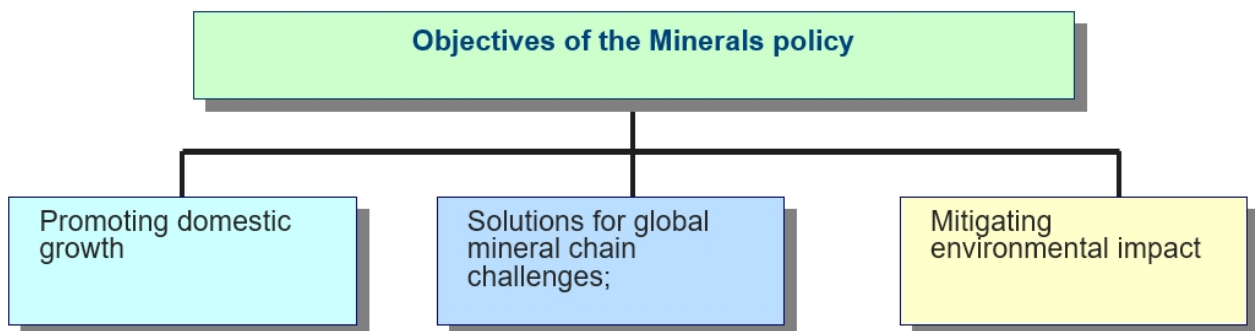 Objectives of the Minerals policy
Promoting domestic
growth
Solutions for global
mineral chain
challenges;
Mitigating
environmental impact